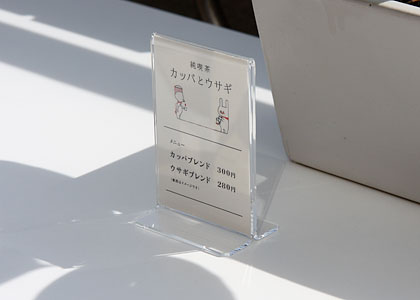 純喫茶
カッパとウサギ
メニュー
カッパブレンド 300円
ウサギブレンド 280円